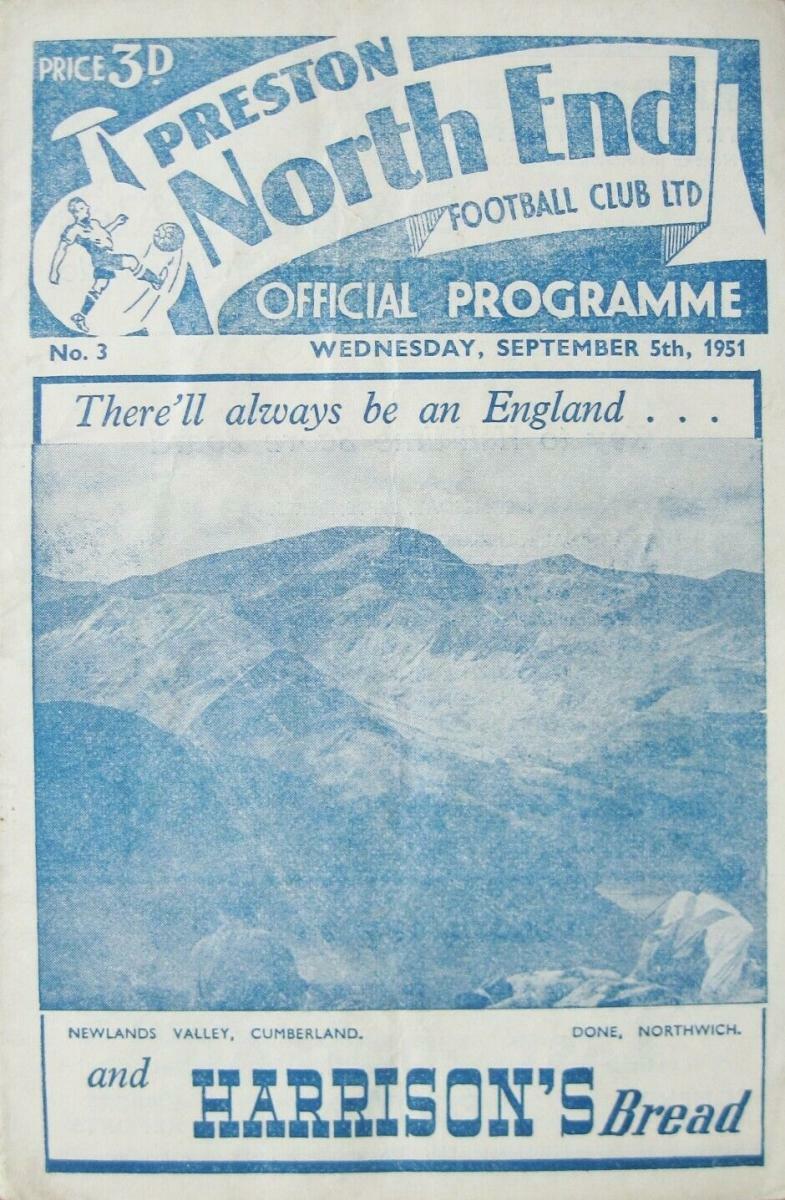 PRICE 3D
PRESTON
North End
FOOTBALL CLUB LTD
OFFICIAL PROGRAMME
No. 3 WEDNESDAY, SEPTEMBER 5th, 1951
There'll always be an England . . .
NEWLANDS VALLEY, CUMBERLAND. DONE, NORTHWICH.
and HARRISON'S Bread